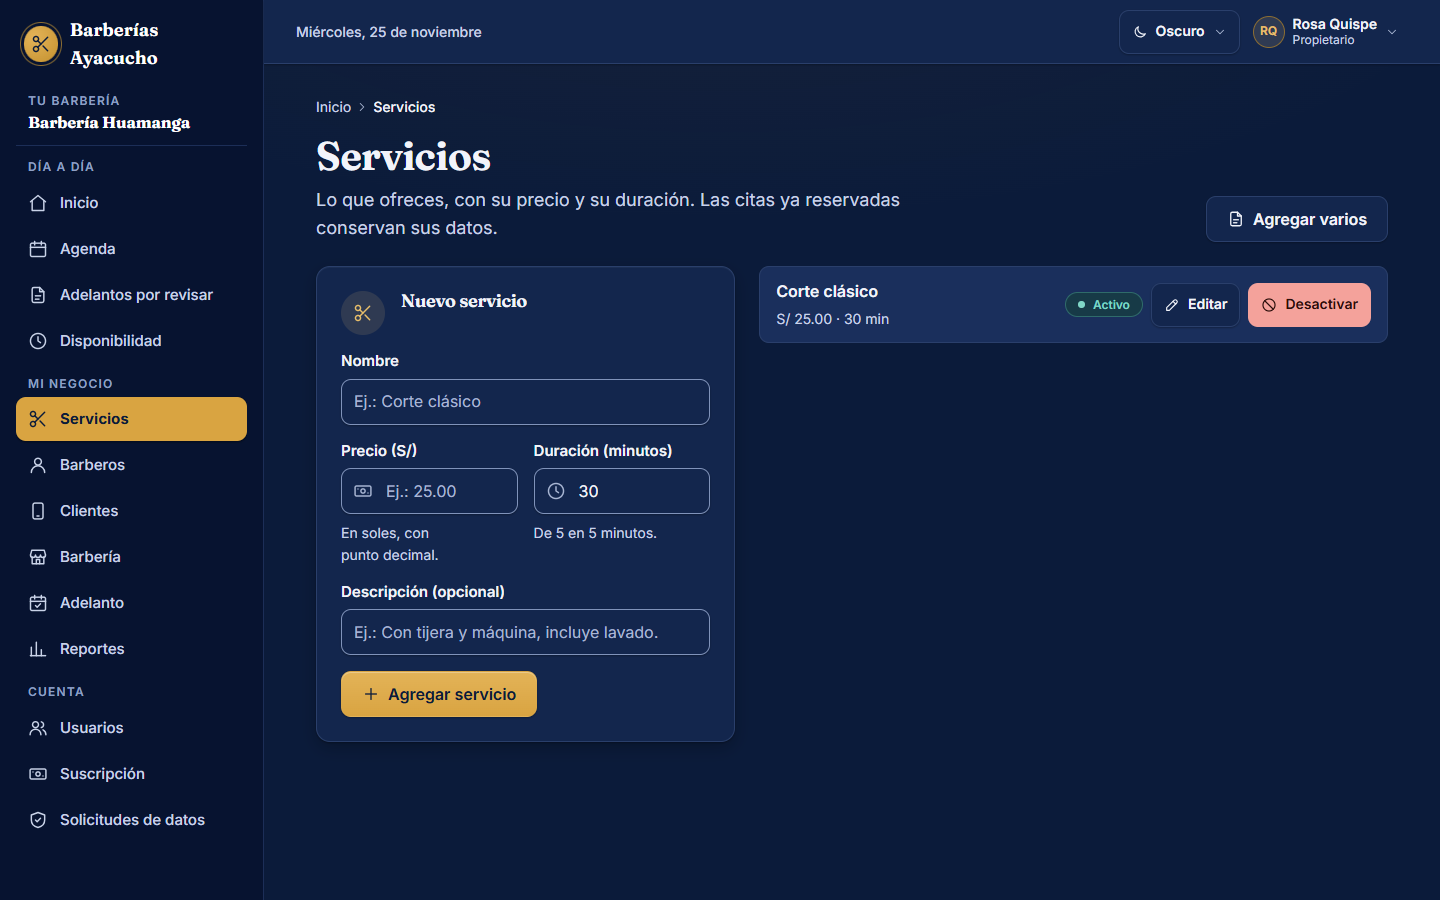 Barberías
Ayacucho
TU BARBERÍA
Barbería Huamanga
DÍA A DÍA
Inicio
Agenda
Adelantos por revisar
Disponibilidad
MI NEGOCIO
Servicios
Barberos
Clientes
Barbería
Adelanto
Reportes
CUENTA
Usuarios
Suscripción
Solicitudes de datos
Miércoles, 25 de noviembre
Oscuro
RQ
Rosa Quispe
Propietario
Inicio > Servicios
Servicios
Lo que ofreces, con su precio y su duración. Las citas ya reservadas
conservan sus datos.
Agregar varios
Nuevo servicio
Nombre
Ej.: Corte clásico
Precio (S/)
Ej.: 25.00
En soles, con
punto decimal.
Duración (minutos)
30
De 5 en 5 minutos.
Descripción (opcional)
Ej.: Con tijera y máquina, incluye lavado.
Agregar servicio
Corte clásico
S/ 25.00 · 30 min
Activo
Editar
Desactivar